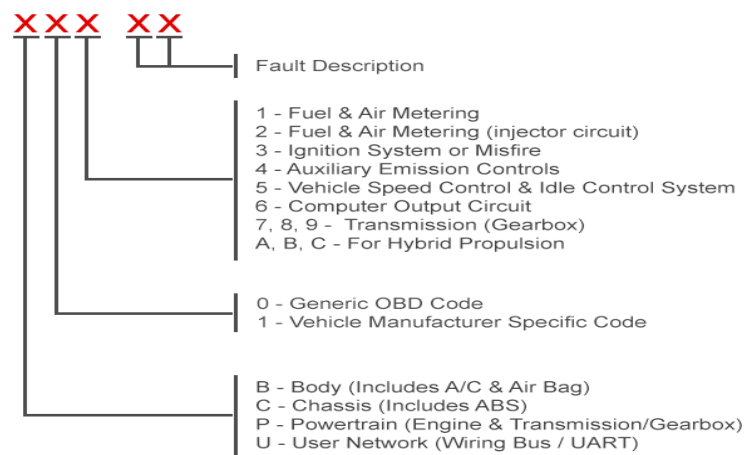 X X X X X
Fault Description
1 - Fuel & Air Metering
2 - Fuel & Air Metering (injector circuit)
3 - Ignition System or Misfire
4 - Auxiliary Emission Controls
5 - Vehicle Speed Control & Idle Control System
6 - Computer Output Circuit
7, 8, 9 - Transmission (Gearbox)
A, B, C - For Hybrid Propulsion
0 - Generic OBD Code
1 - Vehicle Manufacturer Specific Code
B - Body (Includes A/C & Air Bag)
C - Chassis (Includes ABS)
P - Powertrain (Engine & Transmission/Gearbox)
U - User Network (Wiring Bus / UART)